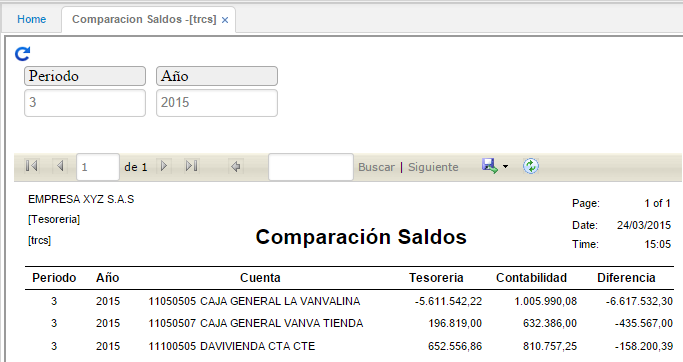 Home Comparacion Saldos -[trcs] ×
Periodo Año
3 2015
1 de 1 Buscar | Siguiente
EMPRESA XYZ S.A.S Page: 1 of 1
[Tesoreria] Date: 24/03/2015
[trcs] Comparación Saldos Time: 15:05
Periodo Año Cuenta Tesoreria Contabilidad Diferencia
3 2015 11050505 CAJA GENERAL LA VANVALINA -5.611.542,22 1.005.990,08 -6.617.532,30
3 2015 11050507 CAJA GENERAL VANVA TIENDA 196.819,00 632.386,00 -435.567,00
3 2015 11100505 DAVIVIENDA CTA CTE 652.556,86 810.757,25 -158.200,39